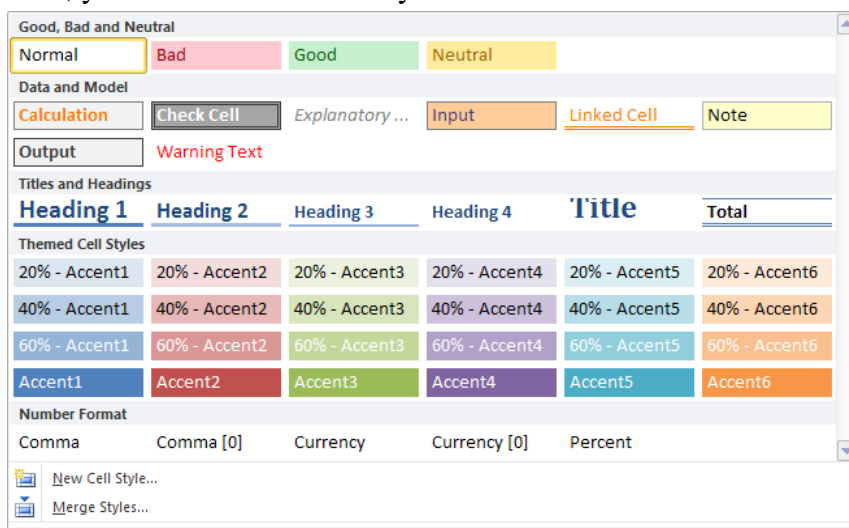 Good, Bad and Neutral
Normal Bad Good Neutral
Data and Model
Calculation Check Cell Explanatory ... Input Linked Cell Note
Output Warning Text
Titles and Headings
Heading 1 Heading 2 Heading 3 Heading 4 Title Total
Themed Cell Styles
20% - Accent1 20% - Accent2 20% - Accent3 20% - Accent4 20% - Accent5 20% - Accent6
40% - Accent1 40% - Accent2 40% - Accent3 40% - Accent4 40% - Accent5 40% - Accent6
60% - Accent1 60% - Accent2 60% - Accent3 60% - Accent4 60% - Accent5 60% - Accent6
Accent1 Accent2 Accent3 Accent4 Accent5 Accent6
Number Format
Comma Comma [0] Currency Currency [0] Percent
New Cell Style...
Merge Styles...